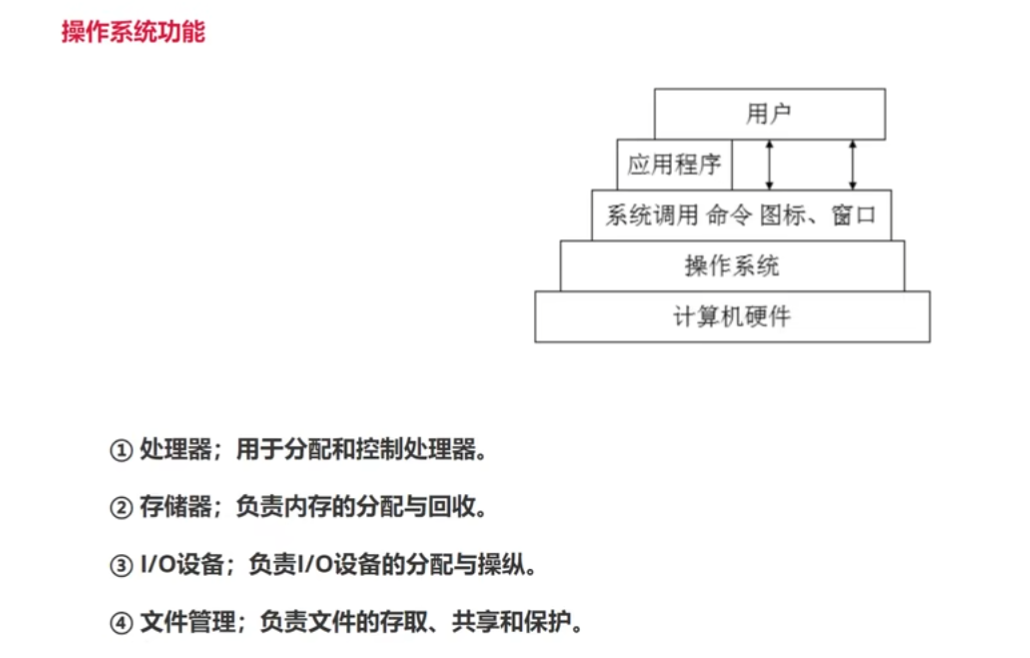 操作系统功能
用户
应用程序
系统调用 命令 图标、窗口
操作系统
计算机硬件
① 处理器；用于分配和控制处理器。
② 存储器；负责内存的分配与回收。
③ I/O设备；负责I/O设备的分配与操纵。
④ 文件管理；负责文件的存取、共享和保护。